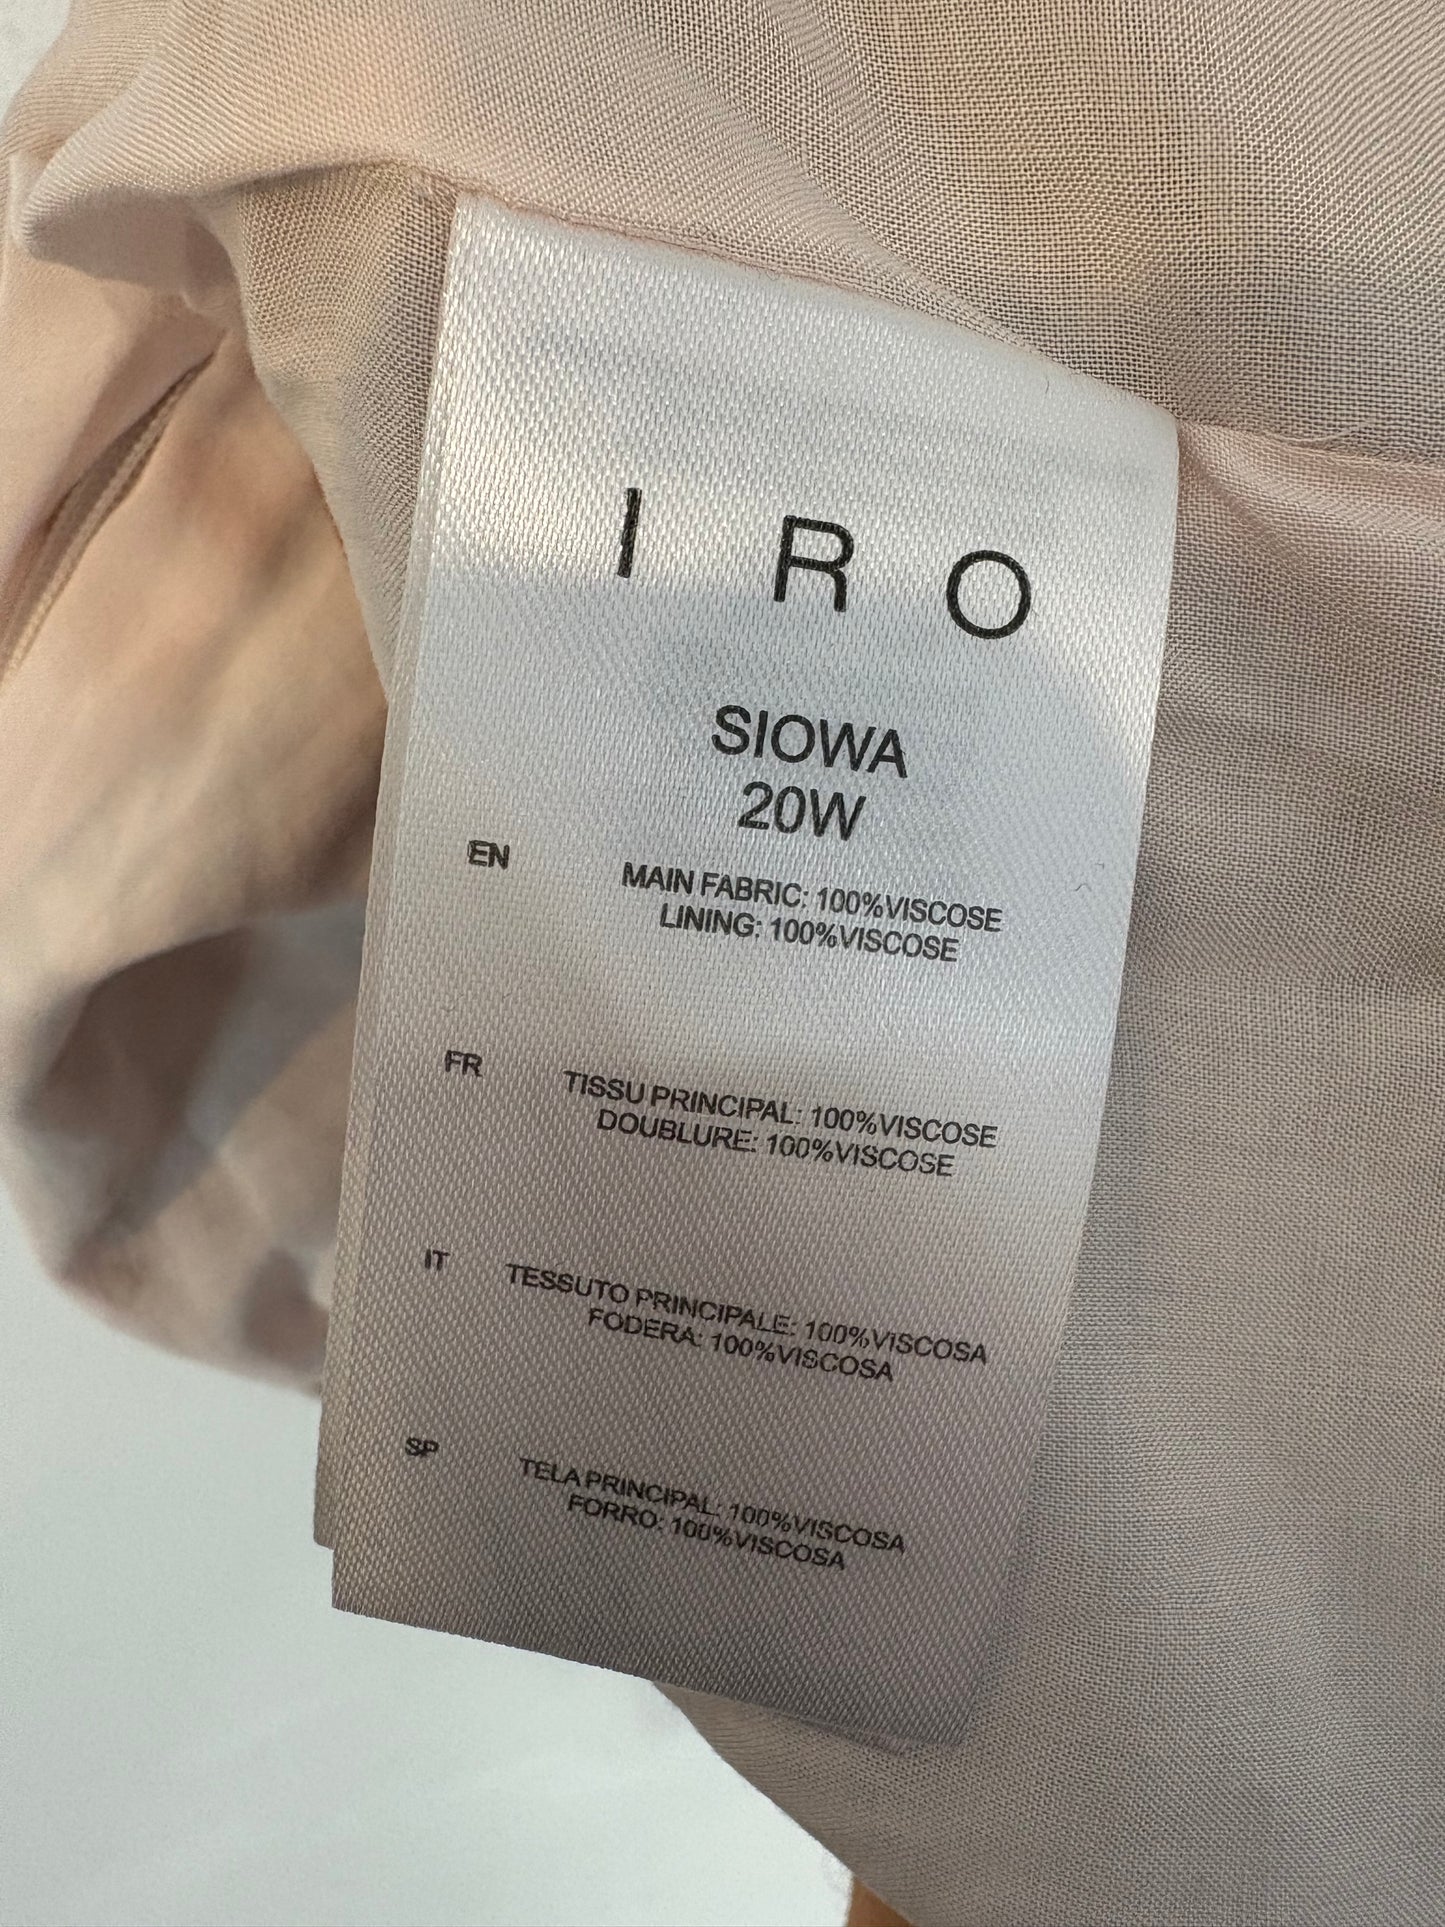 IRO
SIOWA
20W
EN
MAIN FABRIC: 100%VISCOSE
LINING: 100%VISCOSE
FR
TISSU PRINCIPAL: 100%VISCOSE
DOUBLURE: 100%VISCOSE
IT
TESSUTO PRINCIPALE: 100%VISCOSA
FODERA: 100%VISCOSA
SP
TELA PRINCIPAL: 100%VISCOSA
FORRO: 100%VISCOSA